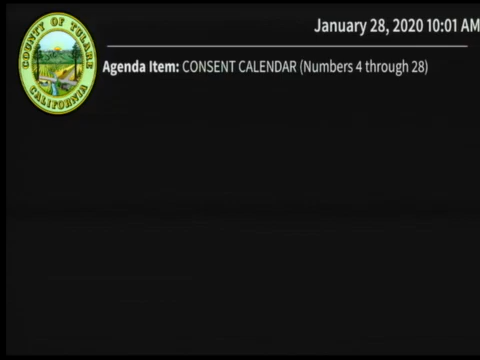 January 28, 2020 10:01 AM
Agenda Item: CONSENT CALENDAR (Numbers 4 through 28)
COUNTY OF TULARE
CALIFORNIA